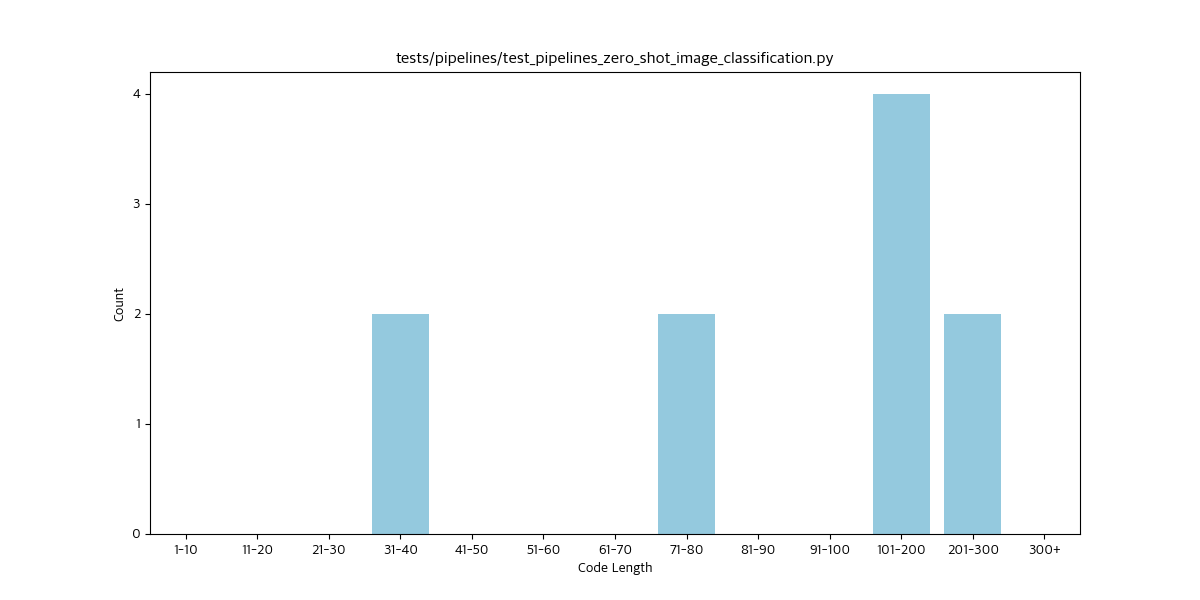 tests/pipelines/test_pipelines_zero_shot_image_classification.py
4
3
2
1
0
Count
1-10 11-20 21-30 31-40 41-50 51-60 61-70 71-80 81-90 91-100 101-200 201-300 300+
Code Length